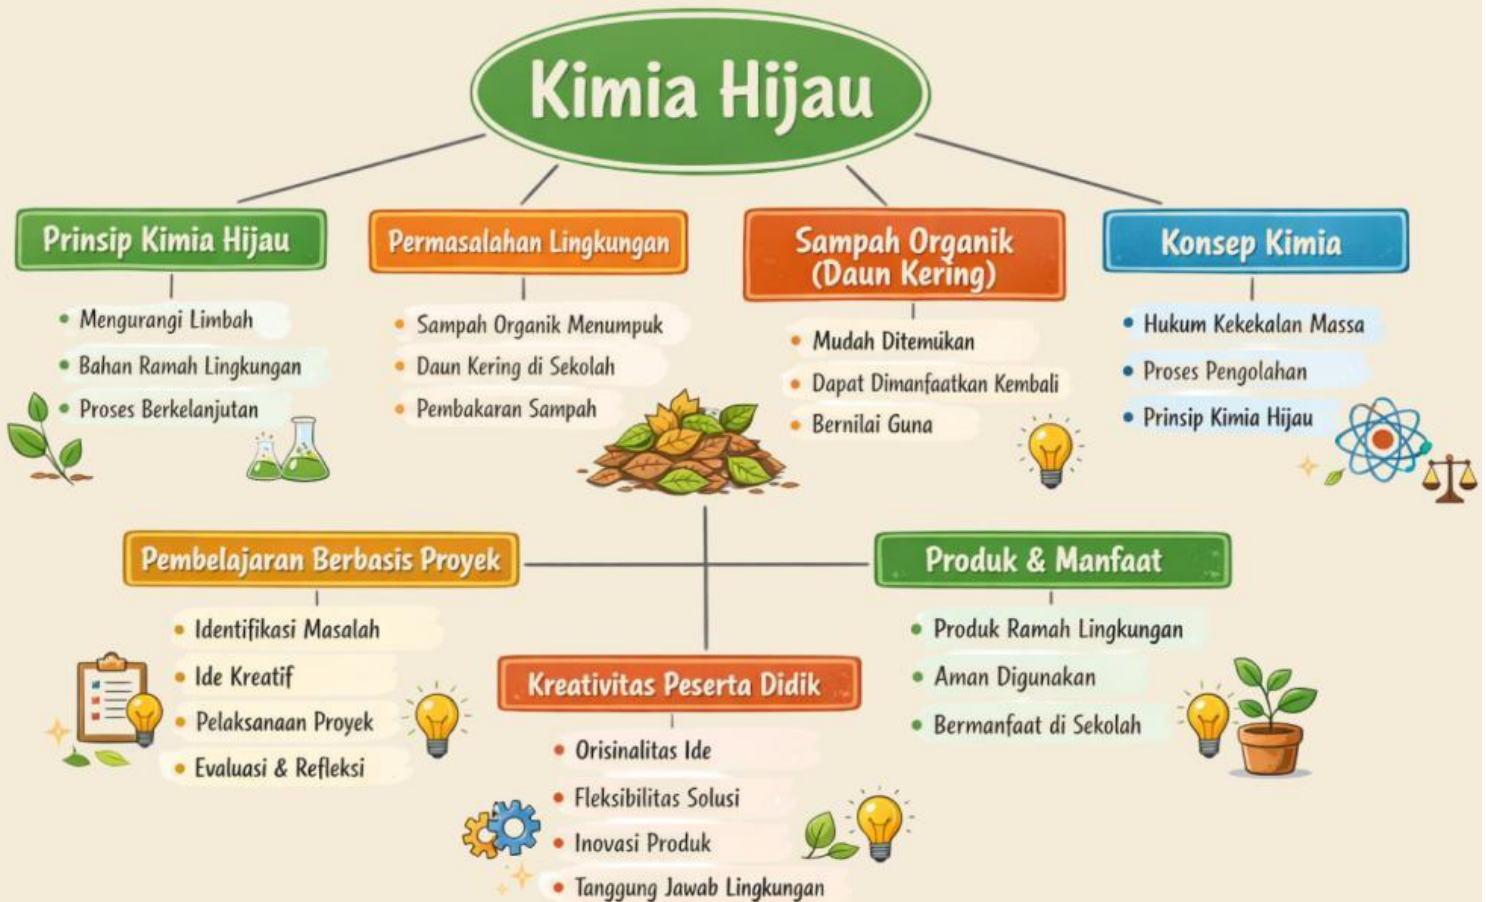 Kimia Hijau
Prinsip Kimia Hijau
Mengurangi Limbah
Bahan Ramah Lingkungan
Proses Berkelanjutan
Permasalahan Lingkungan
Sampah Organik Menumpuk
Daun Kering di Sekolah
Pembakaran Sampah
Sampah Organik
(Daun Kering)
Mudah Ditemukan
Dapat Dimanfaatkan Kembali
Bernilai Guna
Konsep Kimia
Hukum Kekekalan Massa
Proses Pengolahan
Prinsip Kimia Hijau
Pembelajaran Berbasis Proyek
Identifikasi Masalah
Ide Kreatif
Pelaksanaan Proyek
Evaluasi & Refleksi
Kreativitas Peserta Didik
Orisinalitas Ide
Fleksibilitas Solusi
Inovasi Produk
Tanggung Jawab Lingkungan
Produk & Manfaat
Produk Ramah Lingkungan
Aman Digunakan
Bermanfaat di Sekolah